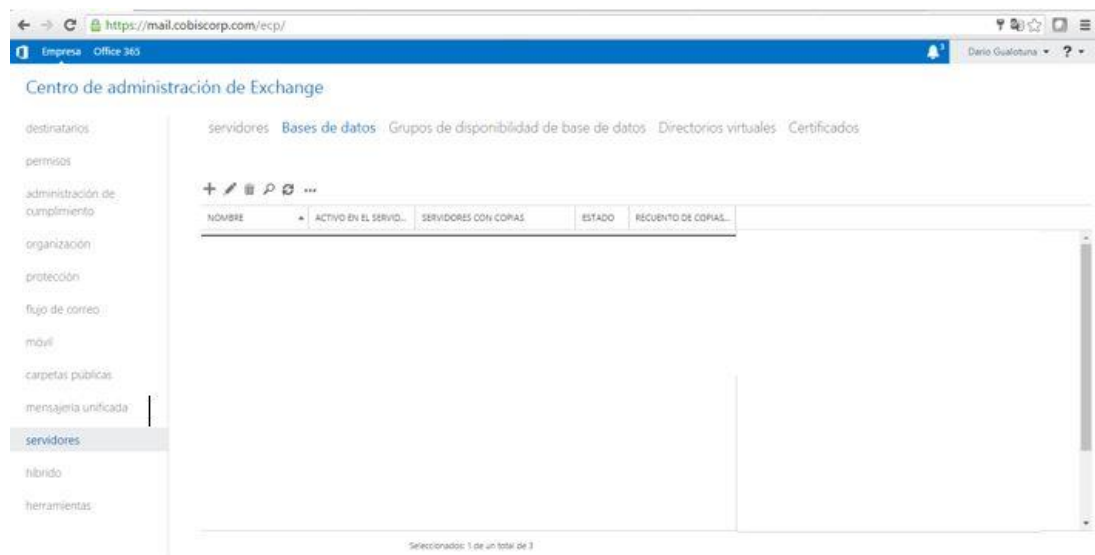 https://mail.cobiscorp.com/ecp/
Empresa Office 365
3 Dario Gualotuna ?
Centro de administración de Exchange
destinatarios
servidores Bases de datos Grupos de disponibilidad de base de datos Directorios virtuales Certificados
permisos
administración de
cumplimiento
NOMBRE ACTIVO EN EL SERVID... SERVIDORES CON COPIAS ESTADO RECUENTO DE COPIAS...
organización
protección
flujo de correo
móvil
carpetas públicas
mensajería unificada
servidores
híbrido
herramientas
Seleccionados: 1 de un total de 3